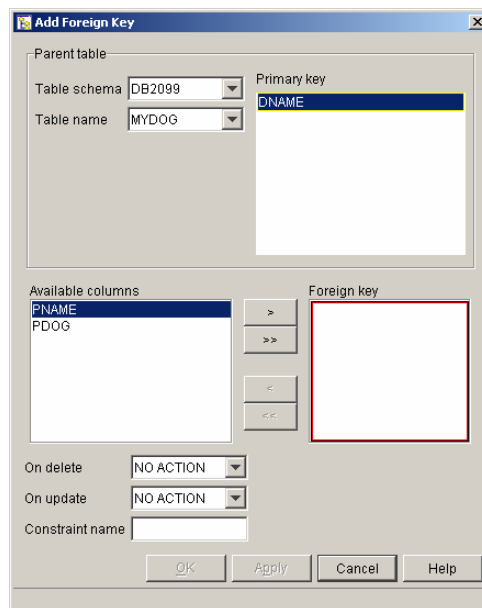 Add Foreign Key
Parent table
Table schema DB2099
Primary key
DNAME
Table name MYDOG
Available columns
Foreign key
PNAME
PDOG
>
>>
<
<<
On delete NO ACTION
On update NO ACTION
Constraint name
OK Apply Cancel Help